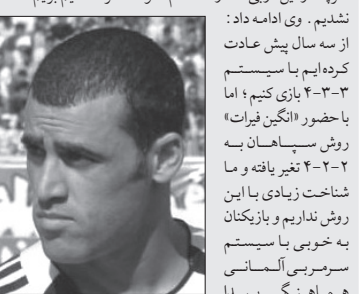 نشدیم. وی ادامه داد:
از سه سال پیش عادت
کرده‌ایم با سیستم
۴-۳-۳ بازی کنیم؛ اما
با حضور «انگین فیرات»
روش سپاهان به
۴-۲-۲ تغیر یافته و ما
شناخت زیادی با این
روش نداریم و بازیکنان
به خوبی با سیستم
سرمربی آلمانی